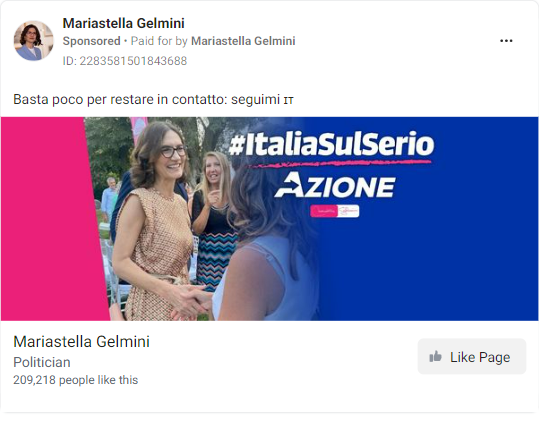 Mariastella Gelmini
Sponsored • Paid for by Mariastella Gelmini
ID: 2283581501843688
Basta poco per restare in contatto: seguimi IT
#ItaliaSulSerio
AZIONE
Mariastella Gelmini
Politician
209,218 people like this
Like Page